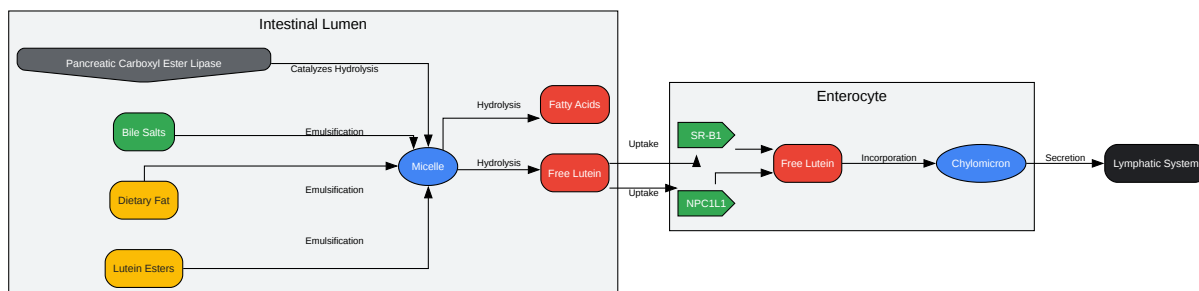 Intestinal Lumen
Pancreatic Carboxyl Ester Lipase
Catalyzes Hydrolysis
Bile Salts
Emulsification
Dietary Fat
Emulsification
Lutein Esters
Emulsification
Micelle
Hydrolysis
Fatty Acids
Hydrolysis
Free Lutein
Uptake
Uptake
Enterocyte
SR-B1
NPC1L1
Free Lutein
Incorporation
Chylomicron
Secretion
Lymphatic System